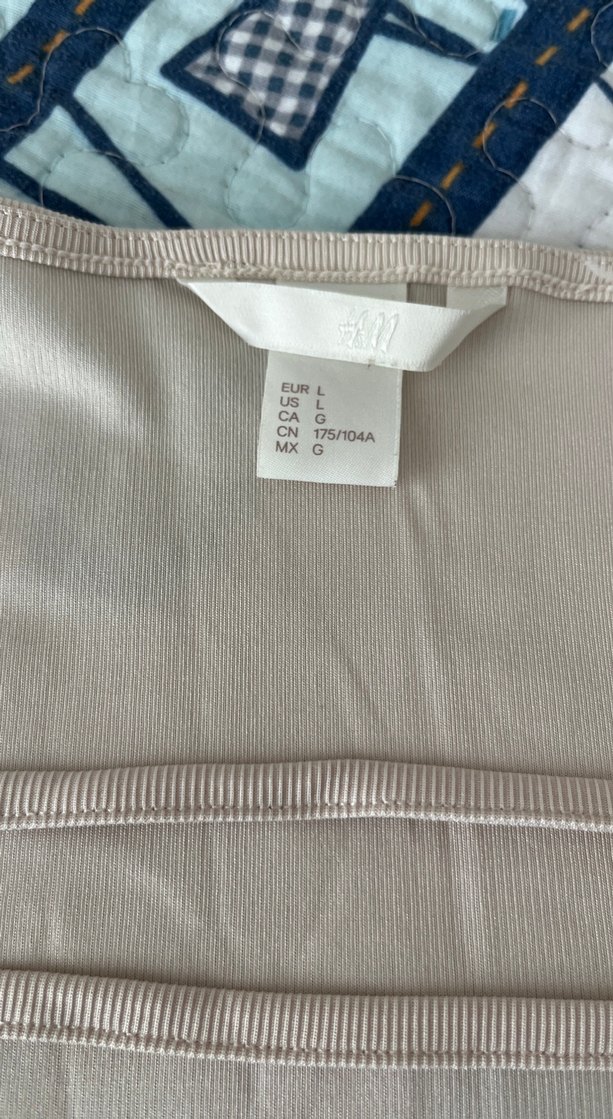 H&M
EUR L
US L
CA G
CN 175/104A
MX G